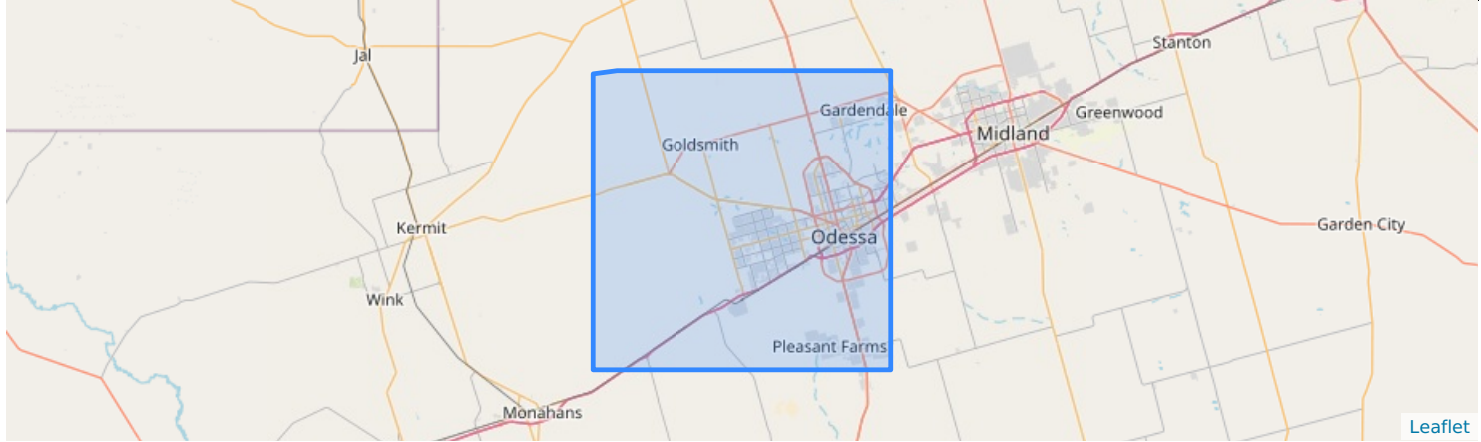 Stanton
Jal
Gardendale
Greenwood
Midland
Goldsmith
Garden City
Kermit
Odessa
Wink
Pleasant Farms
Monahans
Leaflet